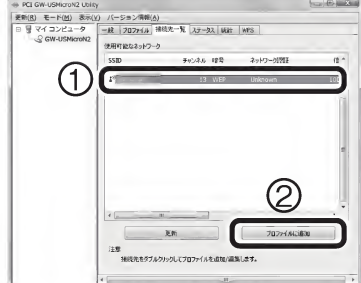 PCI GW-USMicroN2 Utility
更新(R) モード(M) 表示(V) バージョン情報(A)
マイコンピュータ
GW-USMicroN2
一般 プロファイル 接続先一覧 ステータス 統計 WPS
使用可能なネットワーク
SSID チャンネル 暗号 ネットワーク認証
① 13 WEP Unknown 100
②
更新 プロファイルに追加
注意
接続先をダブルクリックしてプロファイルを追加/編集します。